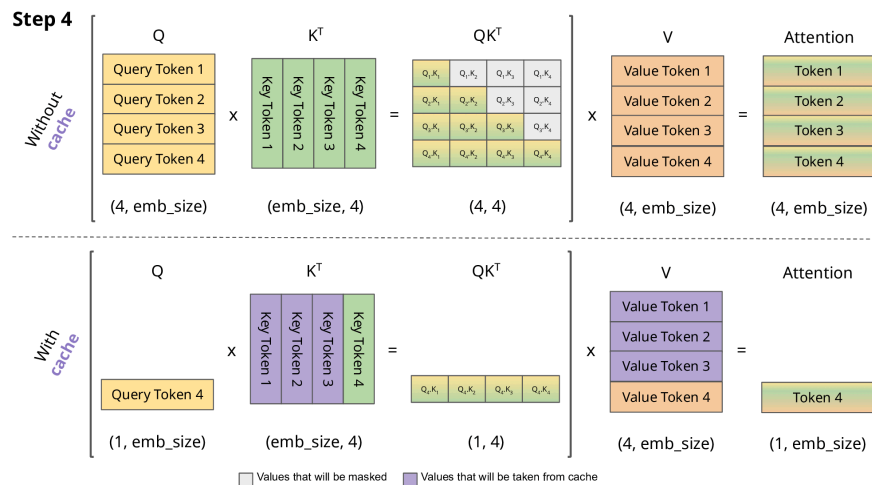 Step 4
Q
K^T
QK^T
V
Attention
Without
cache
Query Token 1
Query Token 2
Query Token 3
Query Token 4
x
Key Token 1
Key Token 2
Key Token 3
Key Token 4
=
Q₁.K₁ Q₁.K₂ Q₁.K₃ Q₁.K₄
Q₂.K₁ Q₂.K₂ Q₂.K₃ Q₂.K₄
Q₃.K₁ Q₃.K₂ Q₃.K₃ Q₃.K₄
Q₄.K₁ Q₄.K₂ Q₄.K₃ Q₄.K₄
x
Value Token 1
Value Token 2
Value Token 3
Value Token 4
=
Token 1
Token 2
Token 3
Token 4
(4, emb_size)
(emb_size, 4)
(4, 4)
(4, emb_size)
(4, emb_size)
Q
K^T
QK^T
V
Attention
With
cache
Query Token 4
x
Key Token 1
Key Token 2
Key Token 3
Key Token 4
=
Q₄.K₁ Q₄.K₂ Q₄.K₃ Q₄.K₄
x
Value Token 1
Value Token 2
Value Token 3
Value Token 4
=
Token 4
(1, emb_size)
(emb_size, 4)
(1, 4)
(4, emb_size)
(1, emb_size)
Values that will be masked
Values that will be taken from cache